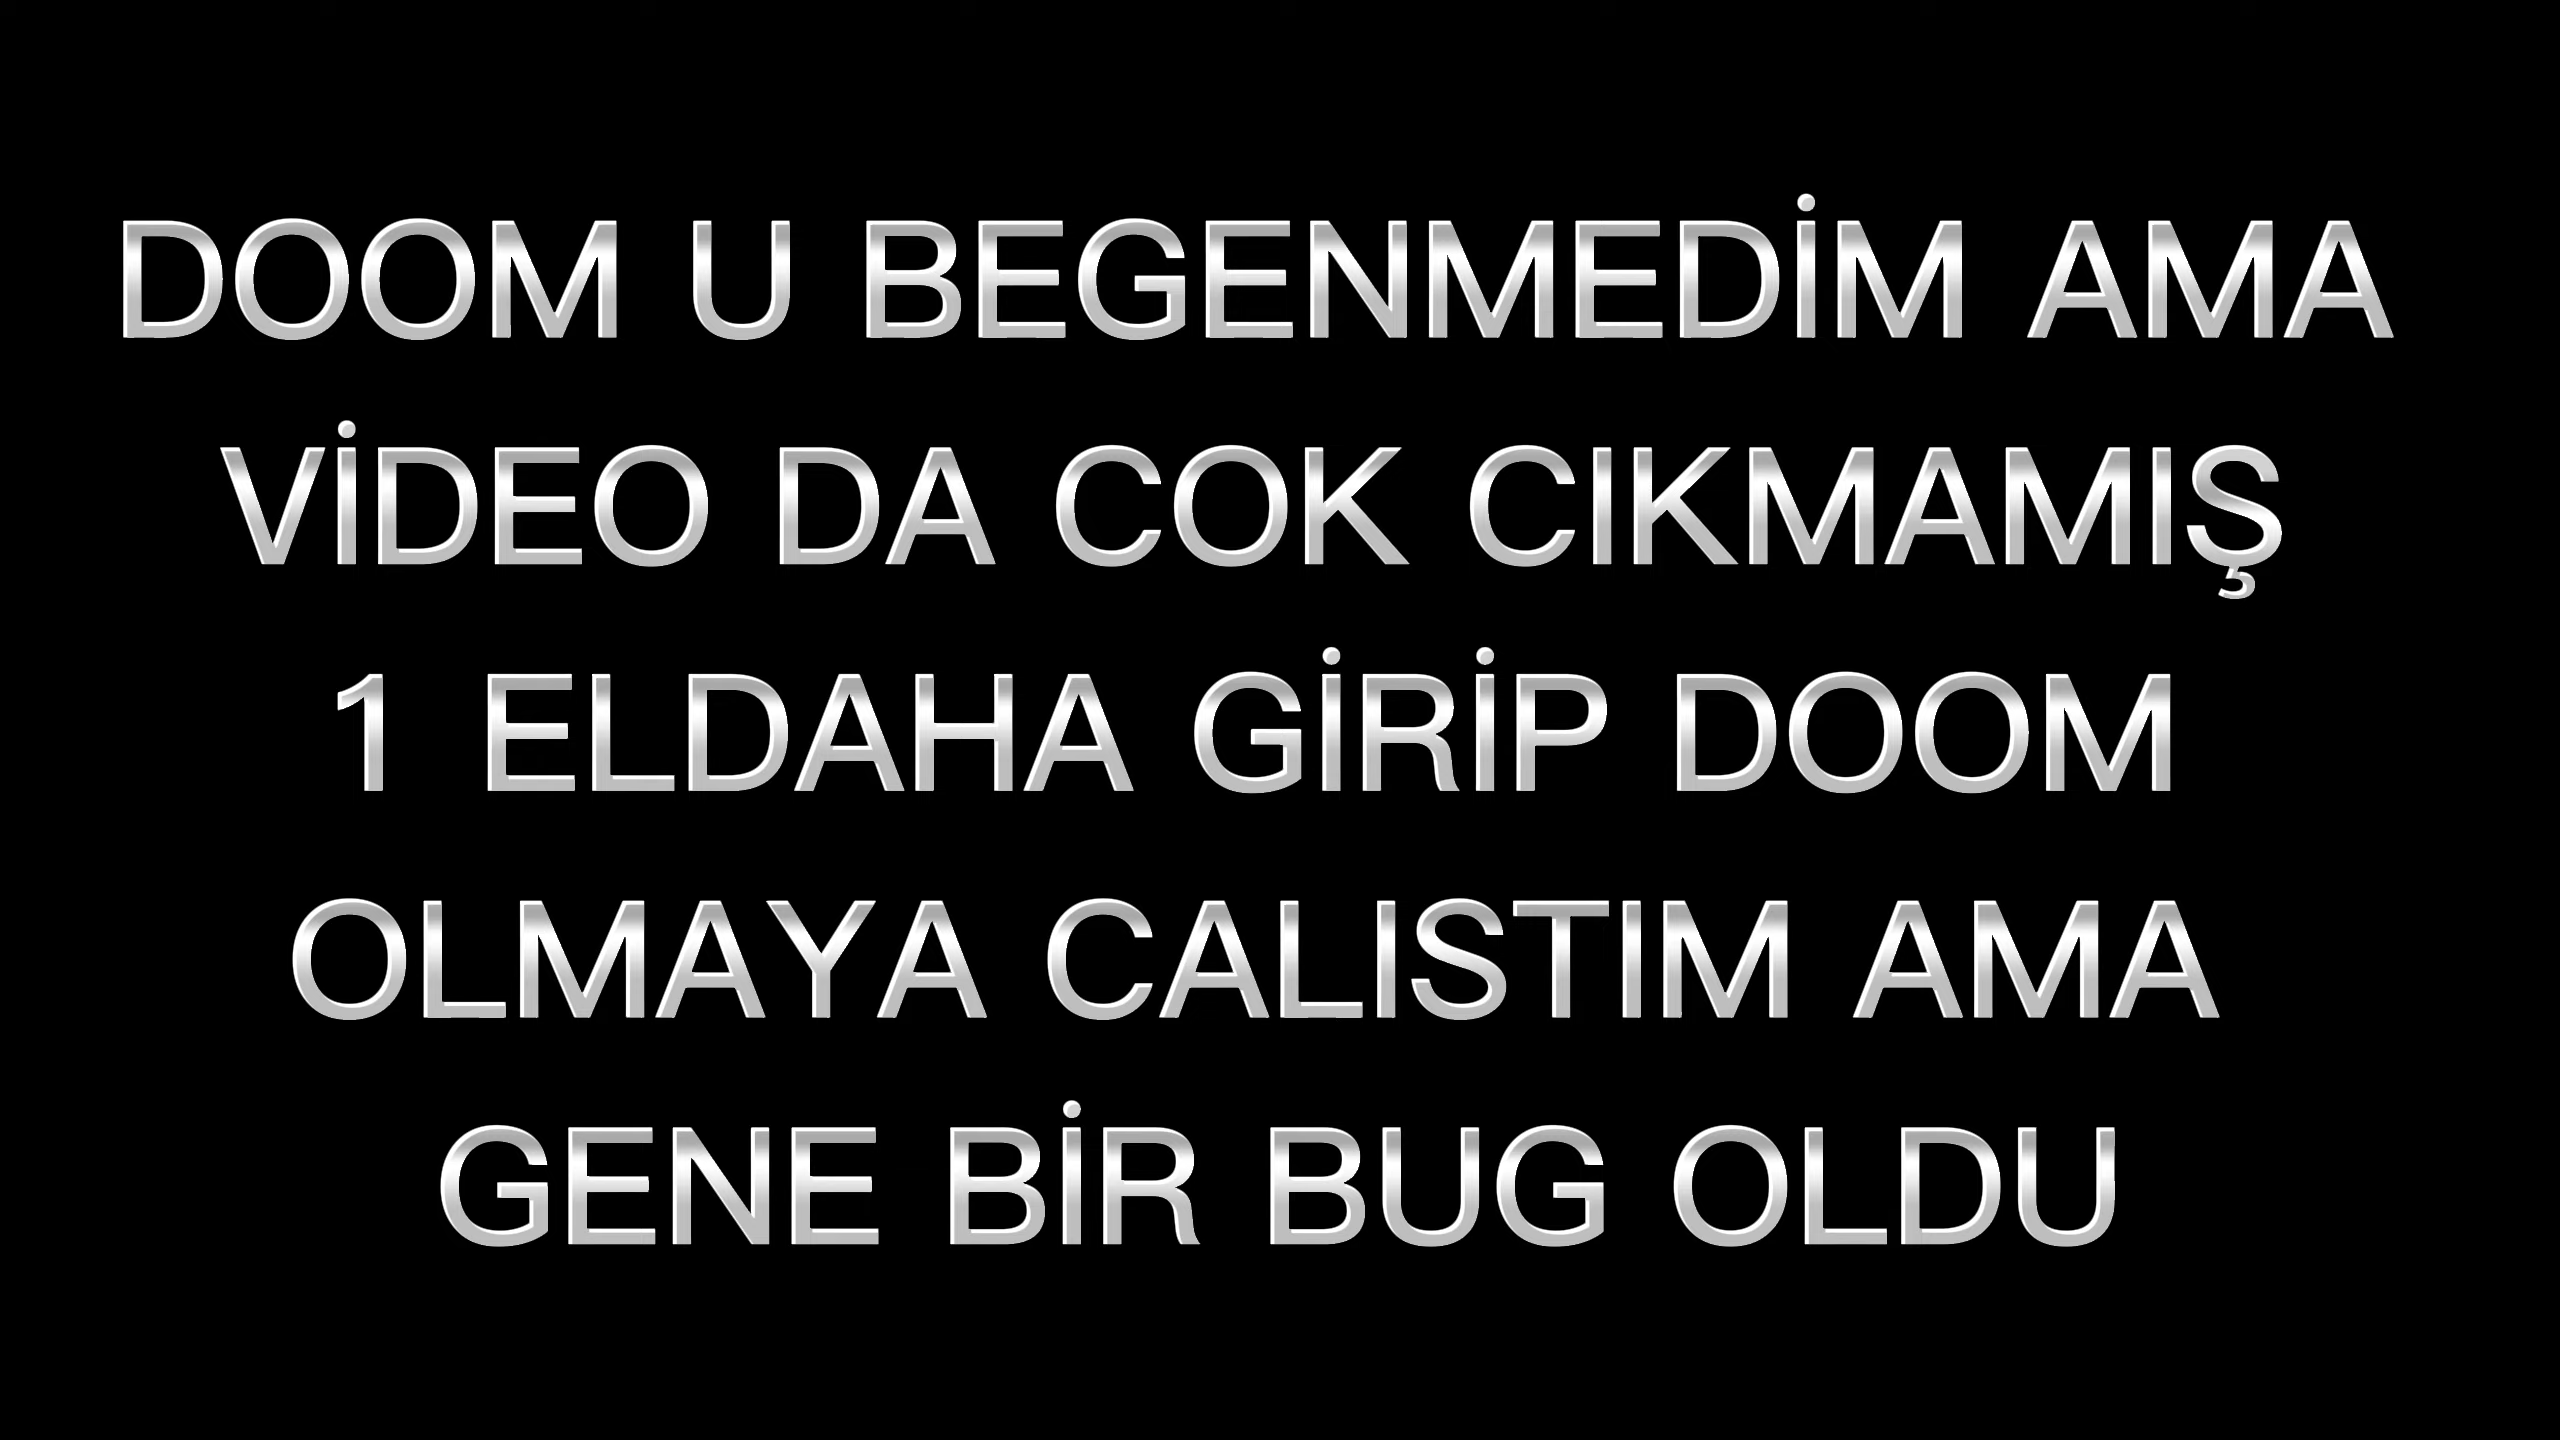 DOOM U BEGENMEDİM AMA
VİDEO DA COK CIKMAMIŞ
1 ELDAHA GİRİP DOOM
OLMAYA CALISTIM AMA
GENE BİR BUG OLDU